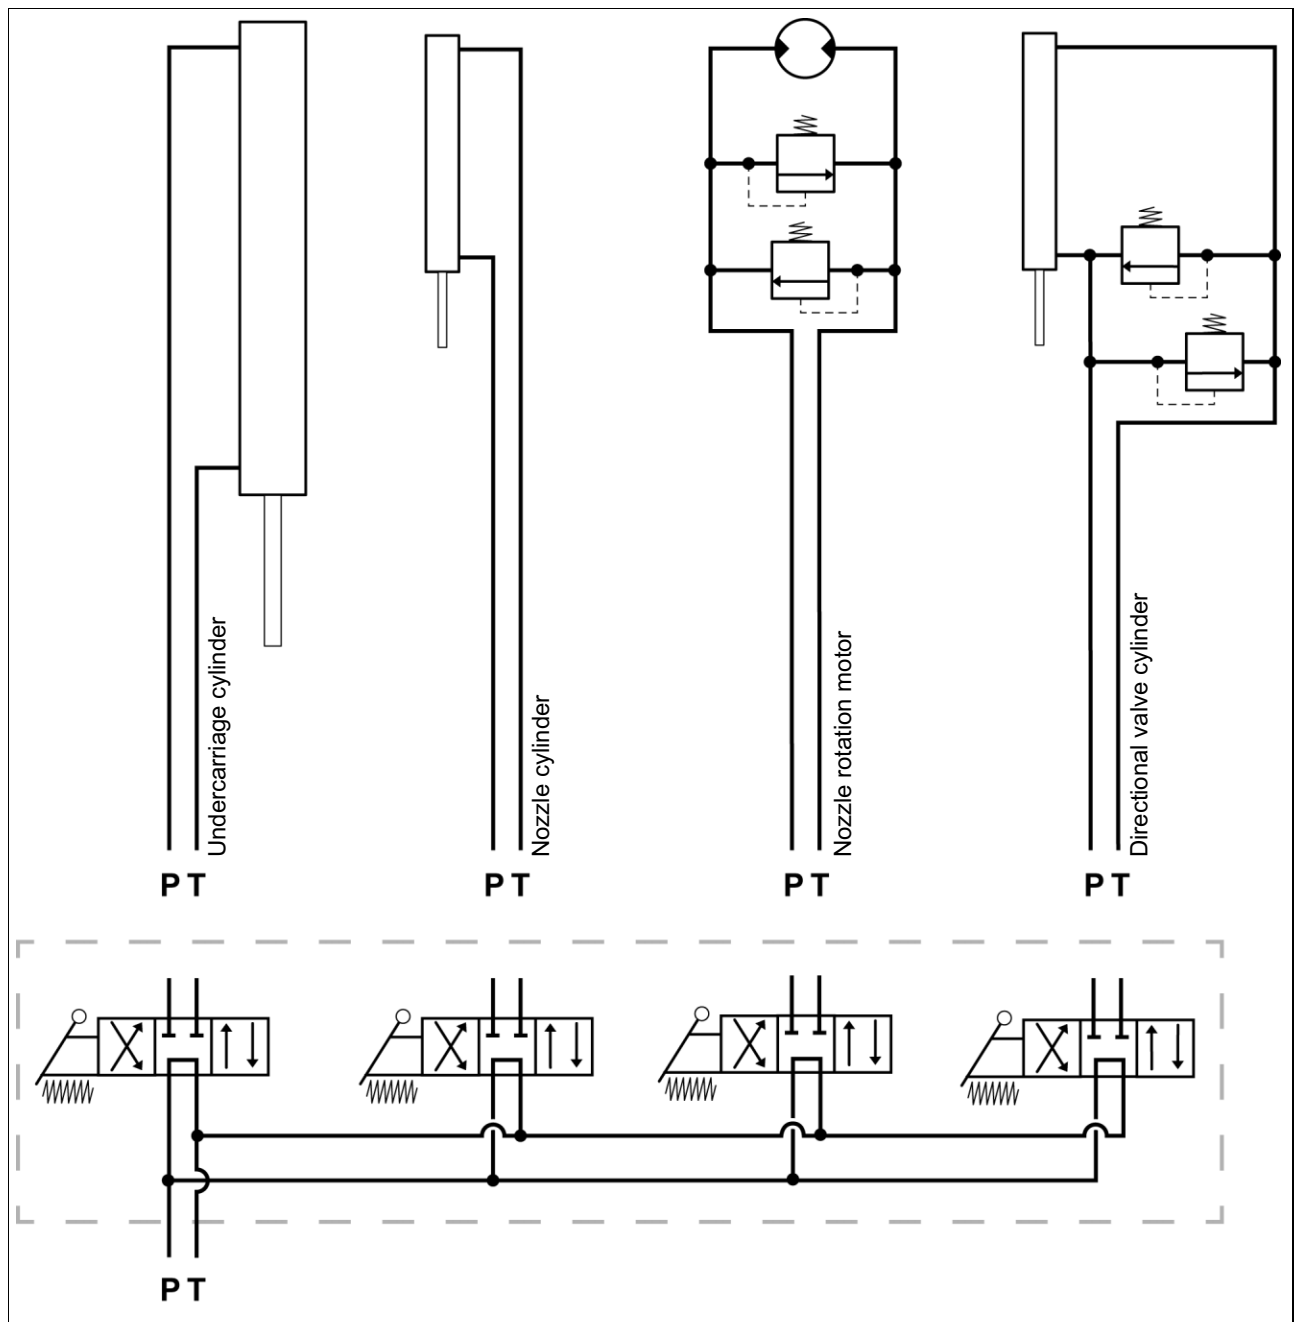 Undercarriage cylinder
Nozzle cylinder
Nozzle rotation motor
Directional valve cylinder
P T
P T
P T
P T
P T